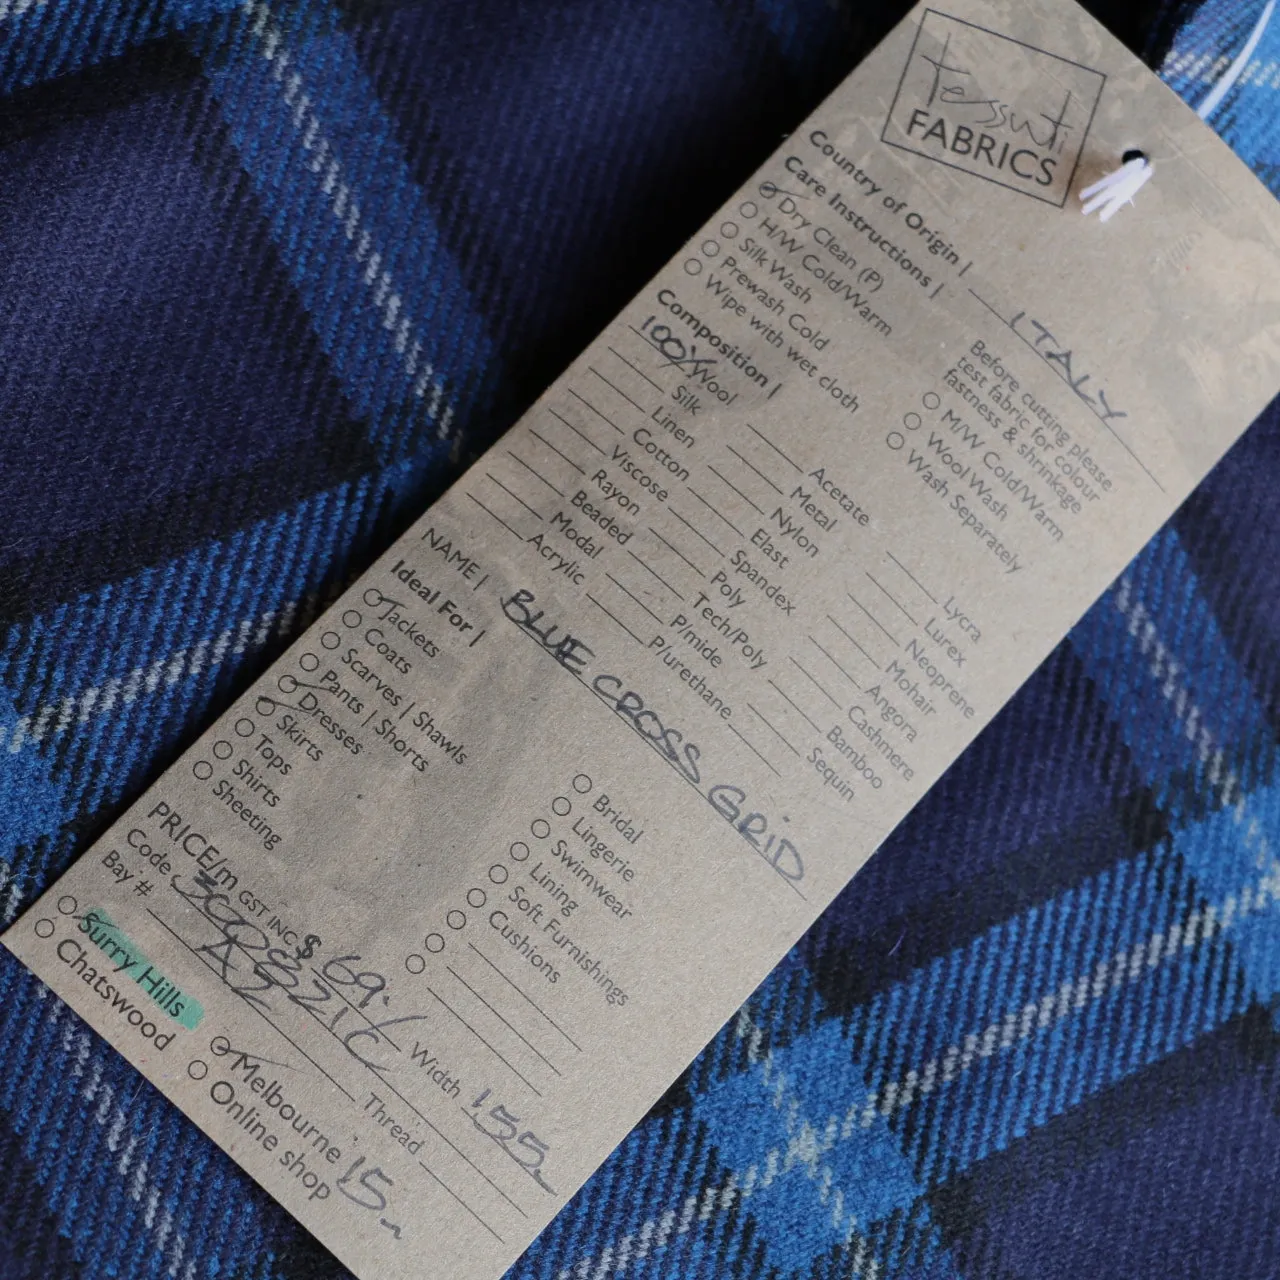 tessuti
FABRICS
Country of Origin | ITALY
Care Instructions |
Dry Clean (P)
H/W Cold/Warm
Silk Wash
Prewash Cold
Wipe with wet cloth
Before cutting please
test fabric for colour
fastness & shrinkage
M/W Cold/Warm
Wool Wash
Wash Separately
Composition |
100% Wool
Silk
Linen
Cotton
Viscose
Rayon
Beaded
Modal
Acrylic
Acetate
Metal
Nylon
Elast
Spandex
Poly
Tech/Poly
P/mide
P/urethane
Lycra
Lurex
Neoprene
Mohair
Angora
Cashmere
Bamboo
Sequin
NAME | BLUE CROSS GRID
Ideal For |
Jackets
Coats
Scarves | Shawls
Pants | Shorts
Dresses
Skirts
Tops
Shirts
Sheeting
Bridal
Lingerie
Swimwear
Lining
Soft Furnishings
Cushions
PRICE/m GST INC $ 69.
Code Width 155
Bay # Thread
Surry Hills
Chatswood
Melbourne 15m
Online shop